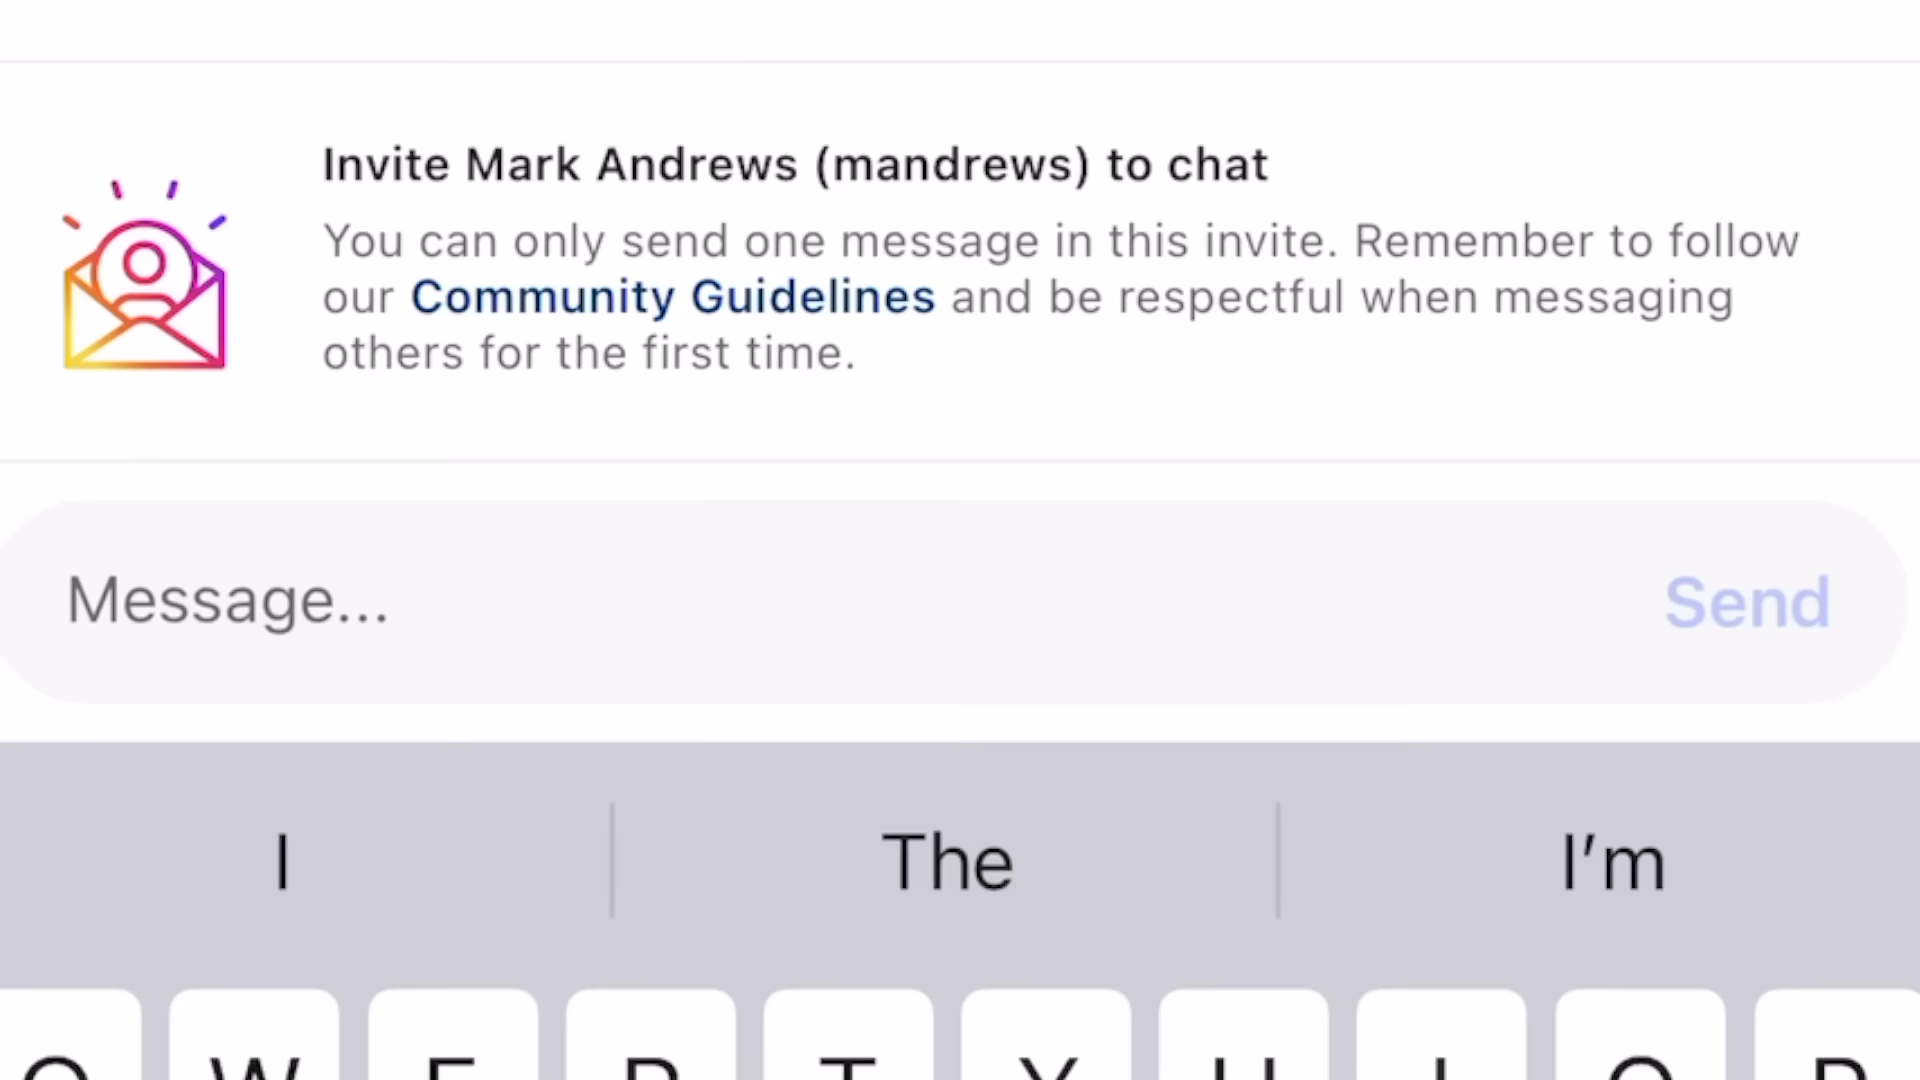 Invite Mark Andrews (mandrews) to chat
You can only send one message in this invite. Remember to follow
our Community Guidelines and be respectful when messaging
others for the first time.
Message...
Send
I
The
I'm
Q W E R T Y U I O P